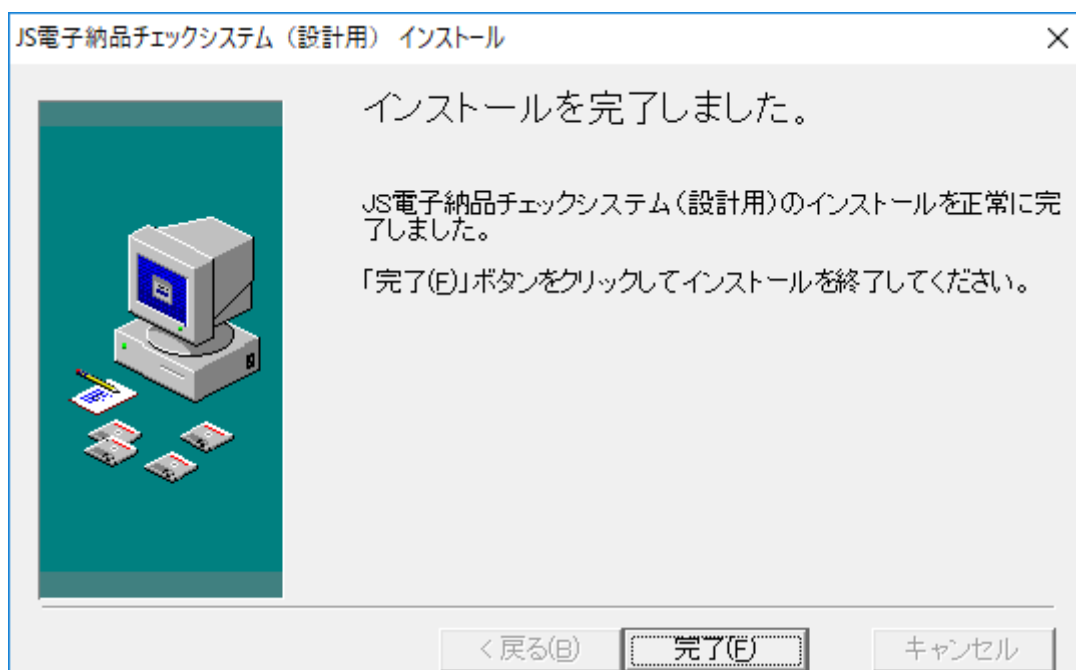 JS電子納品チェックシステム（設計用） インストール
インストールを完了しました。
JS電子納品チェックシステム(設計用)のインストールを正常に完
了しました。
「完了(F)」ボタンをクリックしてインストールを終了してください。
< 戻る(B)
完了(F)
キャンセル